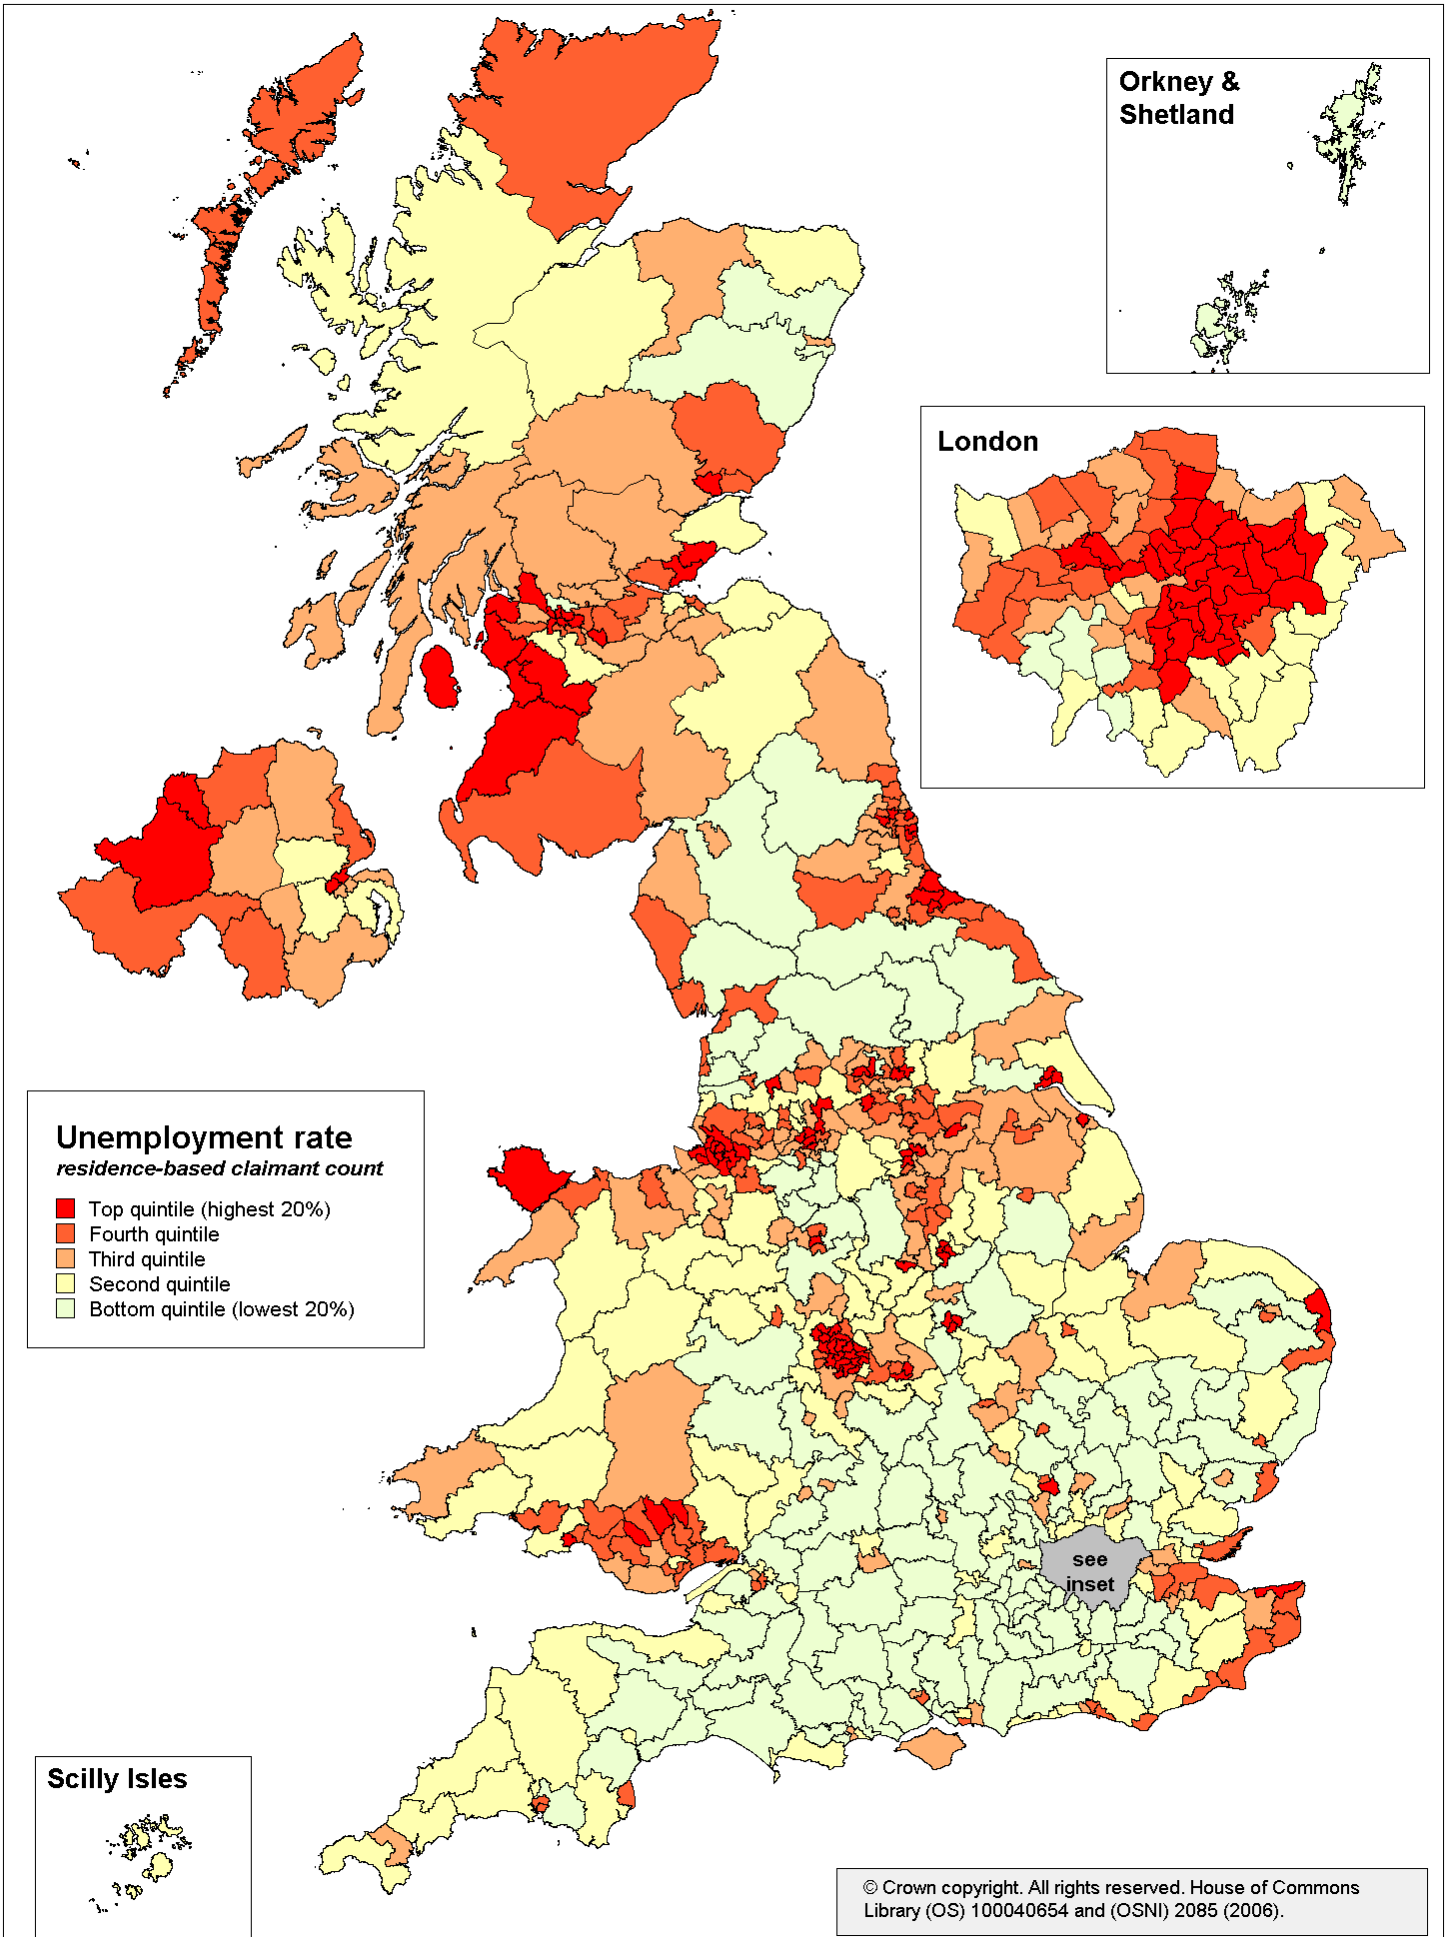 Orkney &
Shetland
London
see
inset
Unemployment rate
residence-based claimant count
Top quintile (highest 20%)
Fourth quintile
Third quintile
Second quintile
Bottom quintile (lowest 20%)
Scilly Isles
© Crown copyright. All rights reserved. House of Commons
Library (OS) 100040654 and (OSNI) 2085 (2006).